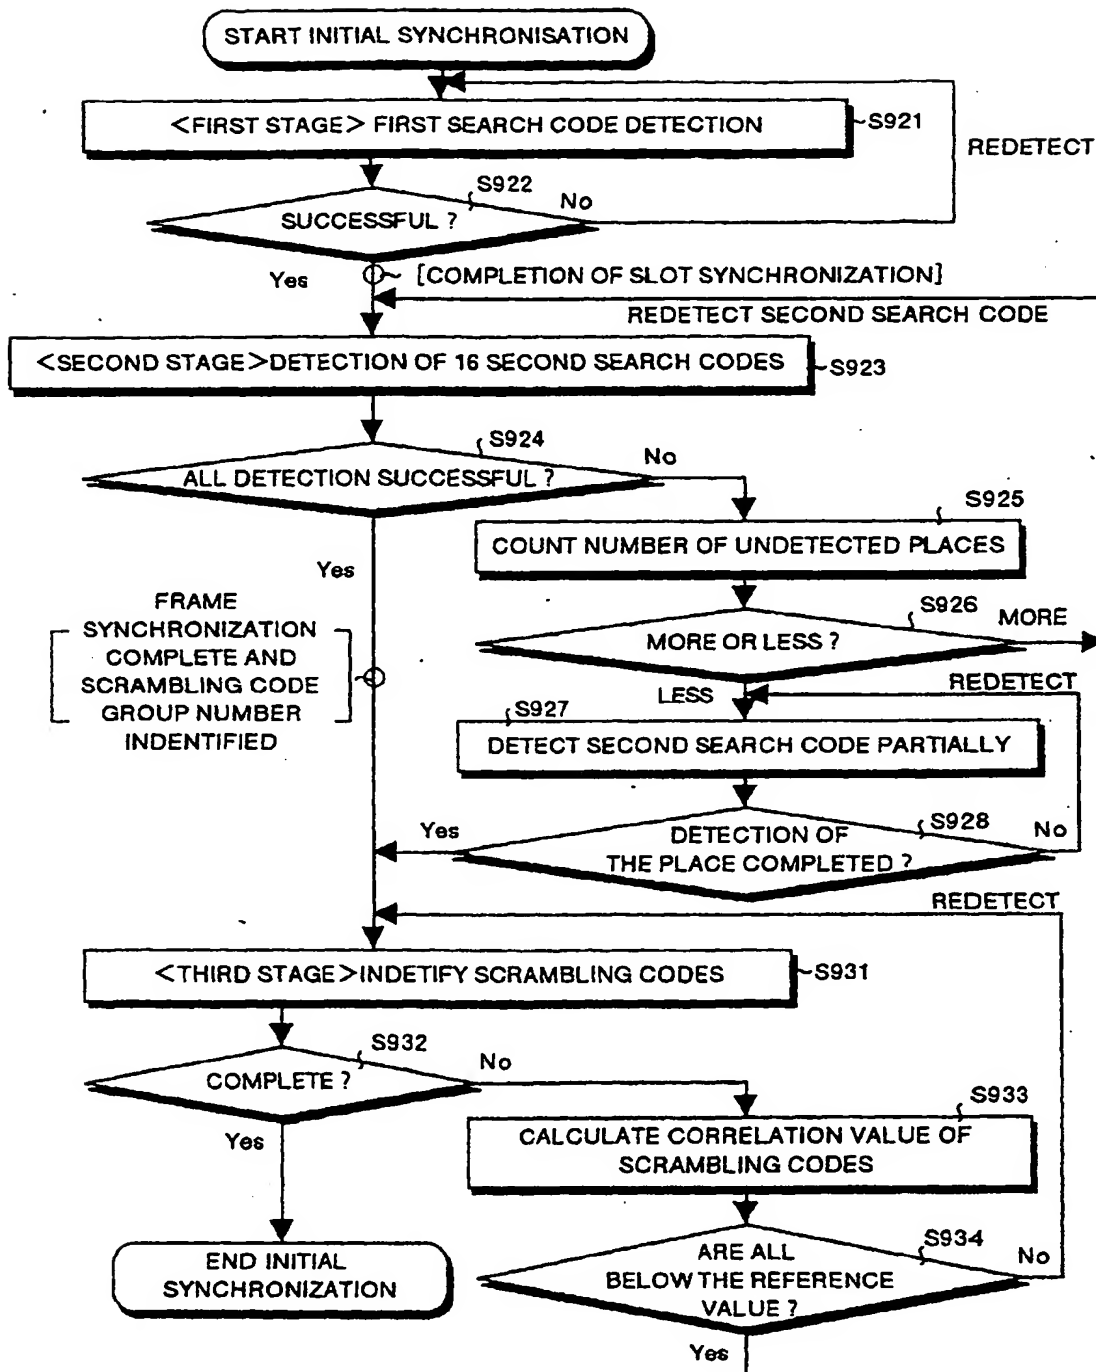 START INITIAL SYNCHRONISATION
<FIRST STAGE> FIRST SEARCH CODE DETECTION
S921
REDETECT
S922
SUCCESSFUL ?
No
Yes
[COMPLETION OF SLOT SYNCHRONIZATION]
REDETECT SECOND SEARCH CODE
<SECOND STAGE>DETECTION OF 16 SECOND SEARCH CODES
S923
S924
ALL DETECTION SUCCESSFUL ?
No
S925
COUNT NUMBER OF UNDETECTED PLACES
Yes
FRAME
SYNCHRONIZATION
COMPLETE AND
SCRAMBLING CODE
GROUP NUMBER
INDENTIFIED
S926
MORE OR LESS ?
MORE
LESS
REDETECT
S927
DETECT SECOND SEARCH CODE PARTIALLY
S928
DETECTION OF
THE PLACE COMPLETED ?
Yes
No
REDETECT
<THIRD STAGE>INDETIFY SCRAMBLING CODES
S931
S932
COMPLETE ?
No
Yes
S933
CALCULATE CORRELATION VALUE OF
SCRAMBLING CODES
S934
ARE ALL
BELOW THE REFERENCE
VALUE ?
No
Yes
END INITIAL
SYNCHRONIZATION